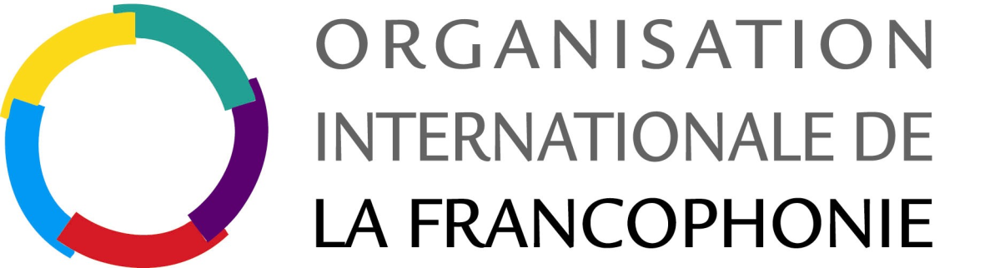 ORGANISATION
INTERNATIONALE DE
LA FRANCOPHONIE